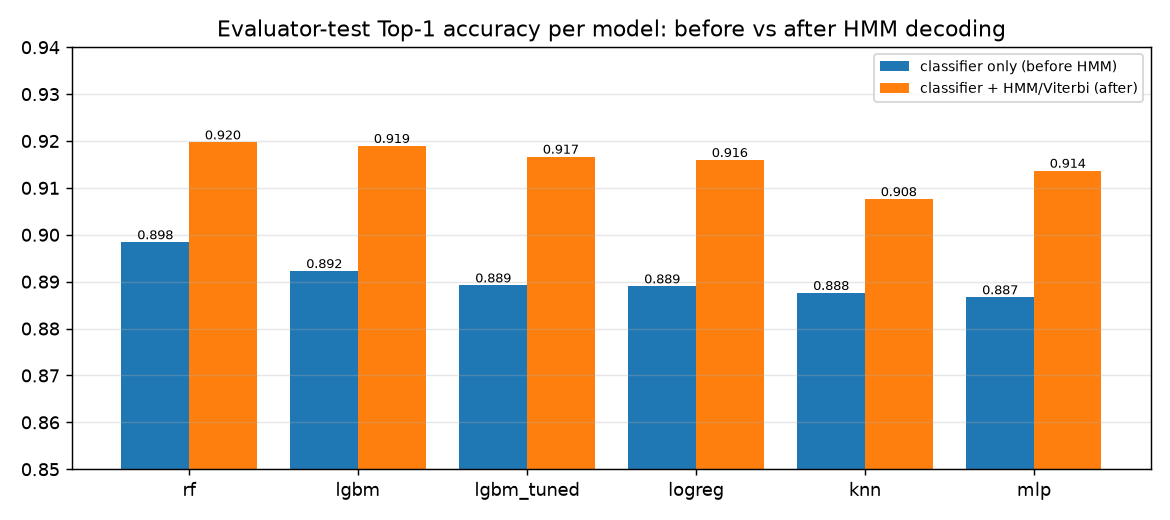 Evaluator-test Top-1 accuracy per model: before vs after HMM decoding
classifier only (before HMM)
classifier + HMM/Viterbi (after)
0.94
0.93
0.92
0.91
0.90
0.89
0.88
0.87
0.86
0.85
0.898
0.920
0.892
0.919
0.889
0.917
0.889
0.916
0.888
0.908
0.887
0.914
rf
lgbm
lgbm_tuned
logreg
knn
mlp